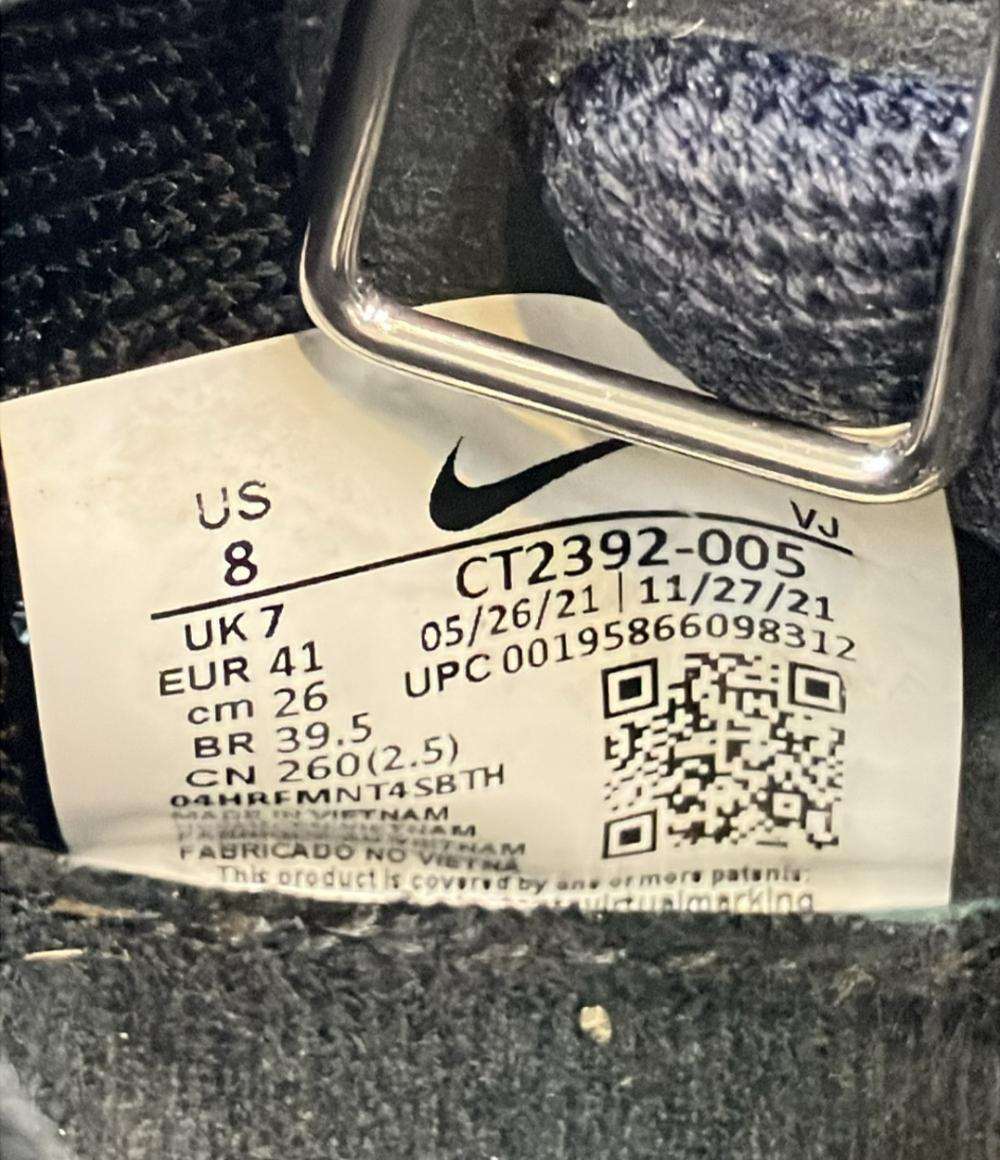 US
8
VJ
CT2392-005
05/26/21 | 11/27/21
UPC 00195866098312
UK 7
EUR 41
cm 26
BR 39.5
CN 260(2.5)
04HRFMNT4SBTH
MADE IN VIETNAM
VIETNAM
FABRICADO NO VIETNA
This product is covered by one or more patents:
virtualmarking